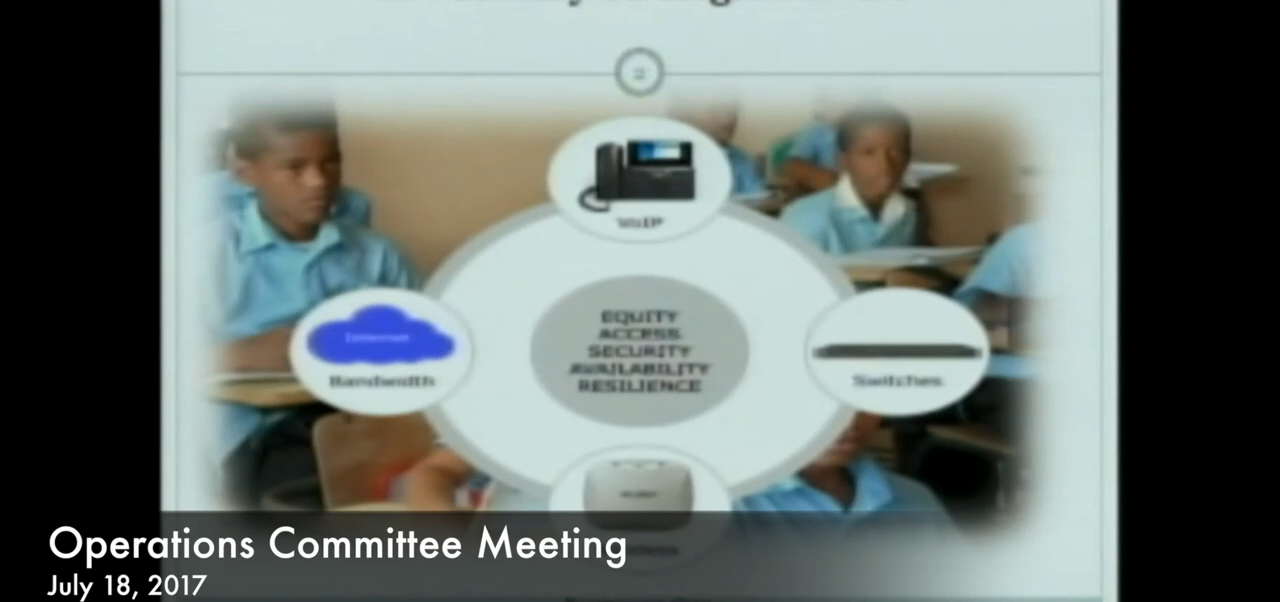 2
VoIP
EQUITY
ACCESS
SECURITY
AVAILABILITY
RESILIENCE
Internet
Bandwidth
Switches
Operations Committee Meeting
July 18, 2017